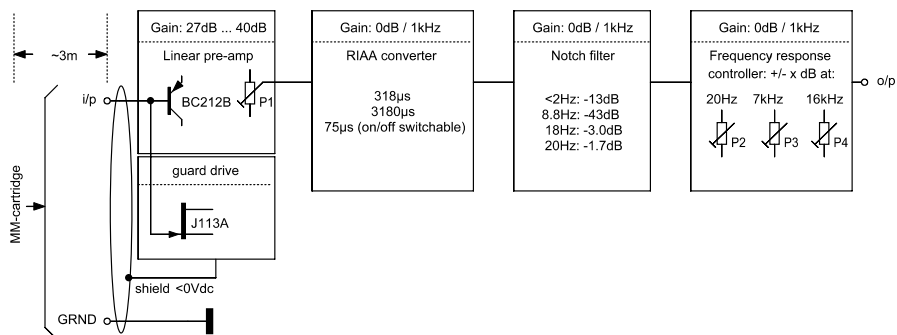 Gain: 27dB ... 40dB
Gain: 0dB / 1kHz
Gain: 0dB / 1kHz
Gain: 0dB / 1kHz
~3m
Linear pre-amp
RIAA converter
Notch filter
Frequency response
controller: +/- x dB at:
o/p
i/p
BC212B
P1
318µs
3180µs
75µs (on/off switchable)
<2Hz: -13dB
8.8Hz: -43dB
18Hz: -3.0dB
20Hz: -1.7dB
20Hz
7kHz
16kHz
P2
P3
P4
guard drive
J113A
MM-cartridge
shield <0Vdc
GRND